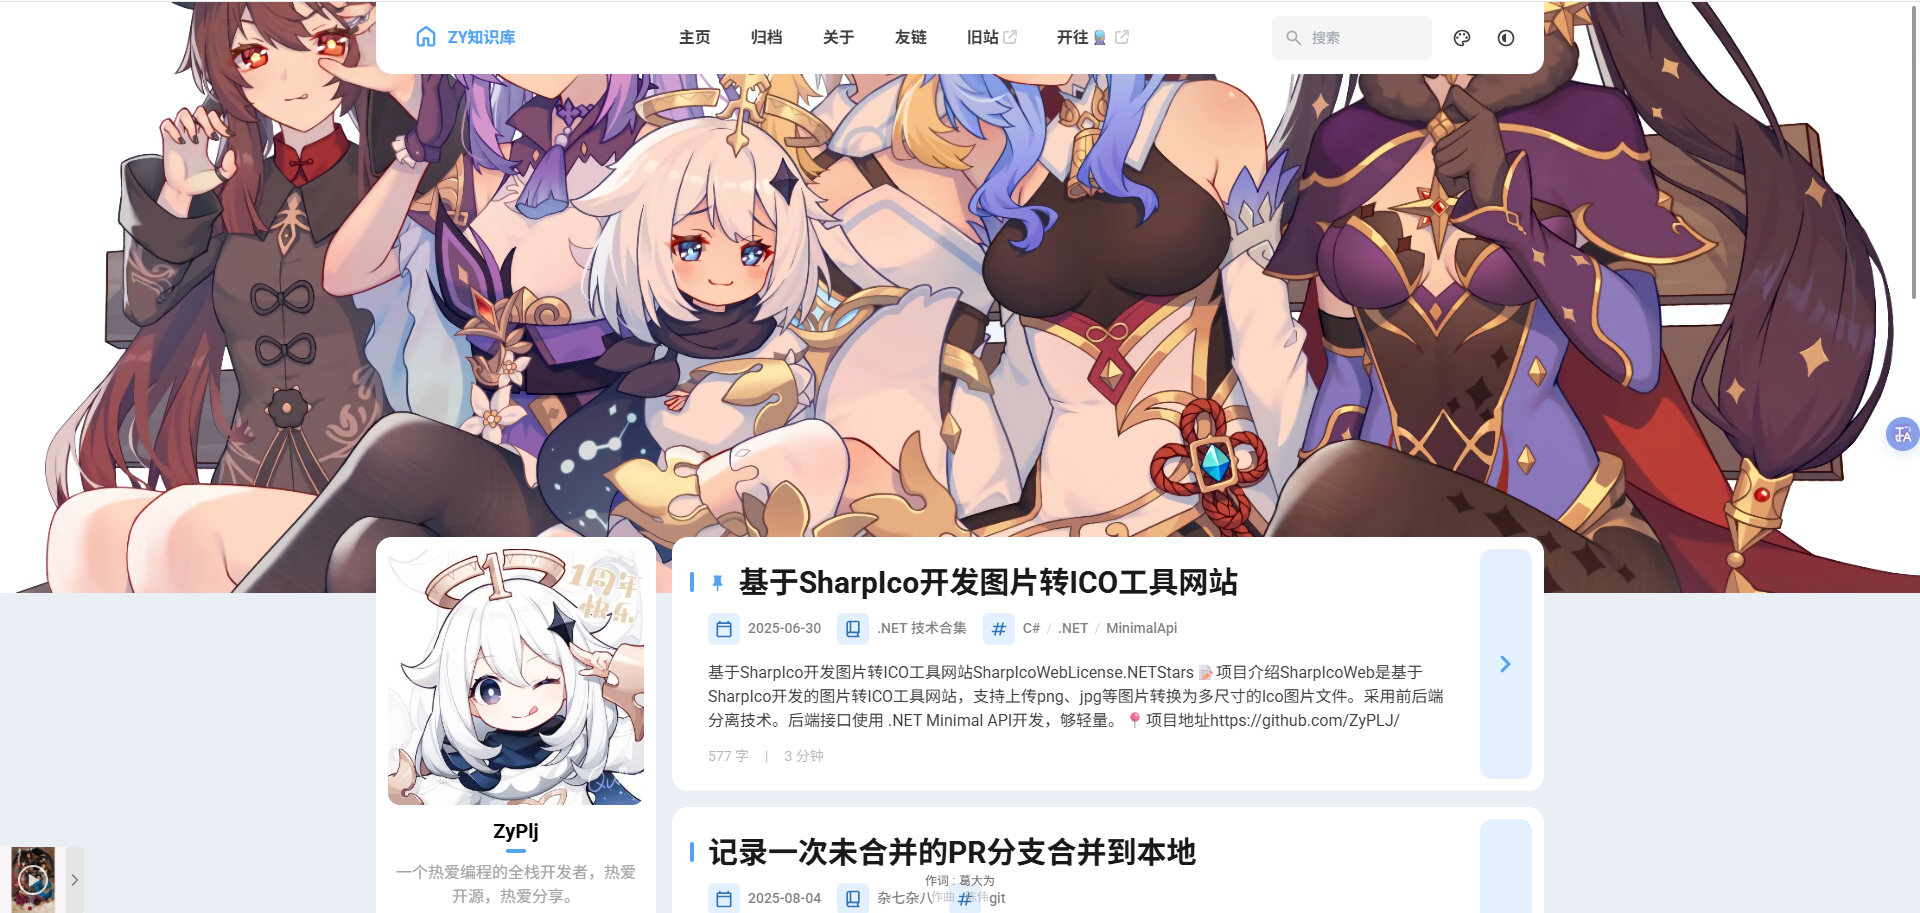 ZY知识库
主页
归档
关于
友链
旧站
开往
搜索
1周年
快乐
ZyPlj
一个热爱编程的全栈开发者，热爱
开源，热爱分享。
基于SharpIco开发图片转ICO工具网站
2025-06-30
.NET 技术合集
C# / .NET / MinimalApi
基于SharpIco开发图片转ICO工具网站SharpIcoWebLicense.NETStars 📝项目介绍SharpIcoWeb是基于
SharpIco开发的图片转ICO工具网站，支持上传png、jpg等图片转换为多尺寸的Ico图片文件。采用前后端
分离技术。后端接口使用 .NET Minimal API开发，够轻量。📍项目地址https://github.com/ZyPLJ/
577 字 | 3 分钟
记录一次未合并的PR分支合并到本地
作词 : 葛大为
2025-08-04
杂七杂八
git